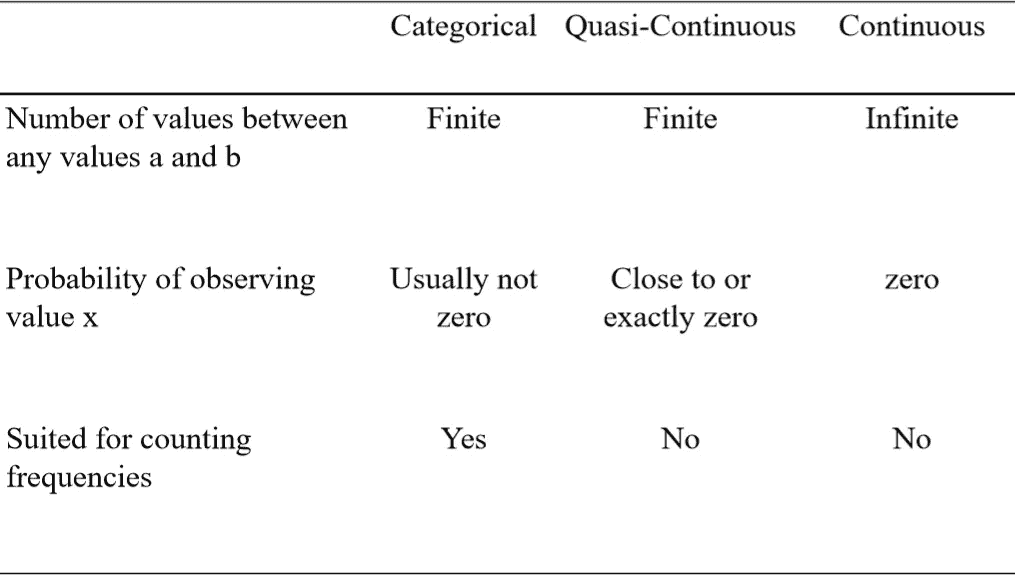 Categorical Quasi-Continuous Continuous
Number of values between Finite Finite Infinite
any values a and b
Probability of observing Usually not Close to or zero
value x zero exactly zero
Suited for counting Yes No No
frequencies